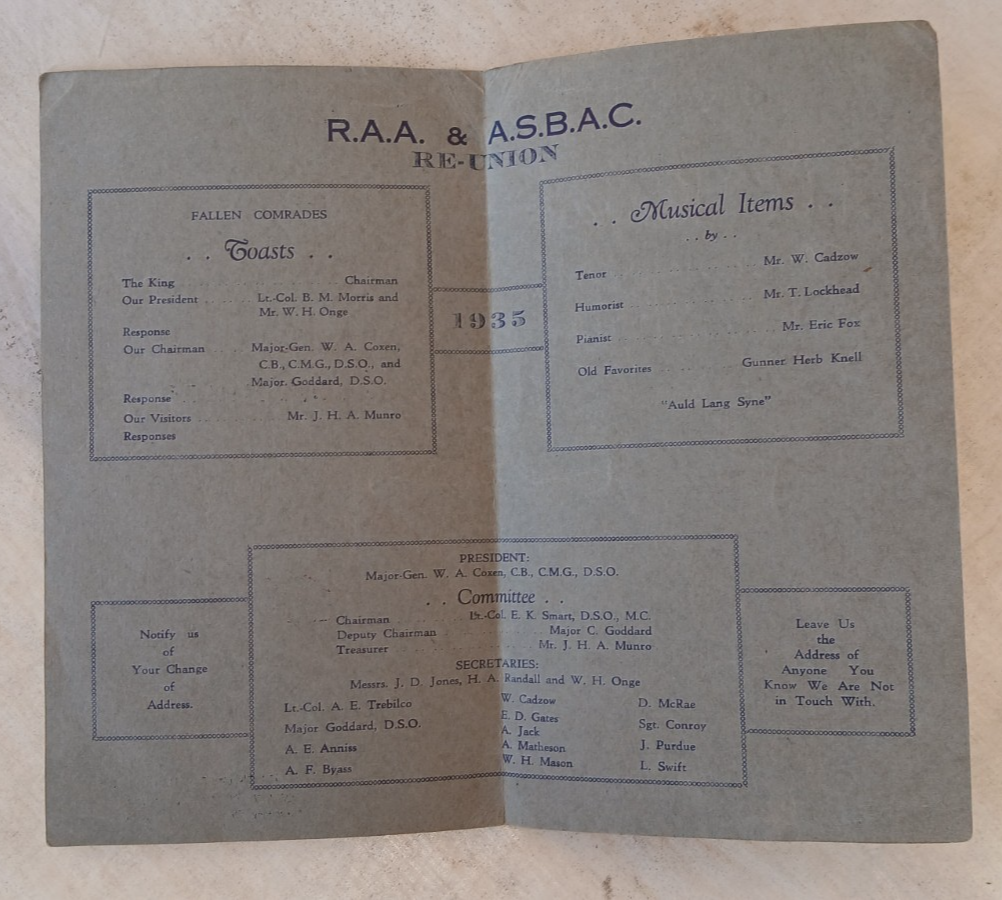 R.A.A. & A.S.B.A.C.
RE-UNION
1935
FALLEN COMRADES
. . Toasts . .
The King ........ Chairman
Our President ...... Lt.-Col. B. M. Morris and
Mr. W. H. Onge
Response
Our Chairman ..... Major-Gen. W. A. Coxen,
C.B., C.M.G., D.S.O., and
Major. Goddard, D.S.O.
Response
Our Visitors ........ Mr. J. H. A. Munro
Responses
. . Musical Items . .
. . by . .
Tenor ........ Mr. W. Cadzow
Humorist ........ Mr. T. Lockhead
Pianist ........ Mr. Eric Fox
Old Favorites ........ Gunner Herb Knell
"Auld Lang Syne"
Notify us
of
Your Change
of
Address.
PRESIDENT:
Major-Gen. W. A. Coxen, C.B., C.M.G., D.S.O.
. . Committee . .
Chairman ........ Lt.-Col. E. K. Smart, D.S.O., M.C.
Deputy Chairman ........ Major C. Goddard
Treasurer ........ Mr. J. H. A. Munro
SECRETARIES:
Messrs. J. D. Jones, H. A. Randall and W. H. Onge
Lt.-Col. A. E. Trebilco
Major Goddard, D.S.O.
A. E. Anniss
A. F. Byass
W. Cadzow
E. D. Gates
A. Jack
A. Matheson
W. H. Mason
D. McRae
Sgt. Conroy
J. Purdue
L. Swift
Leave Us
the
Address of
Anyone You
Know We Are Not
in Touch With.